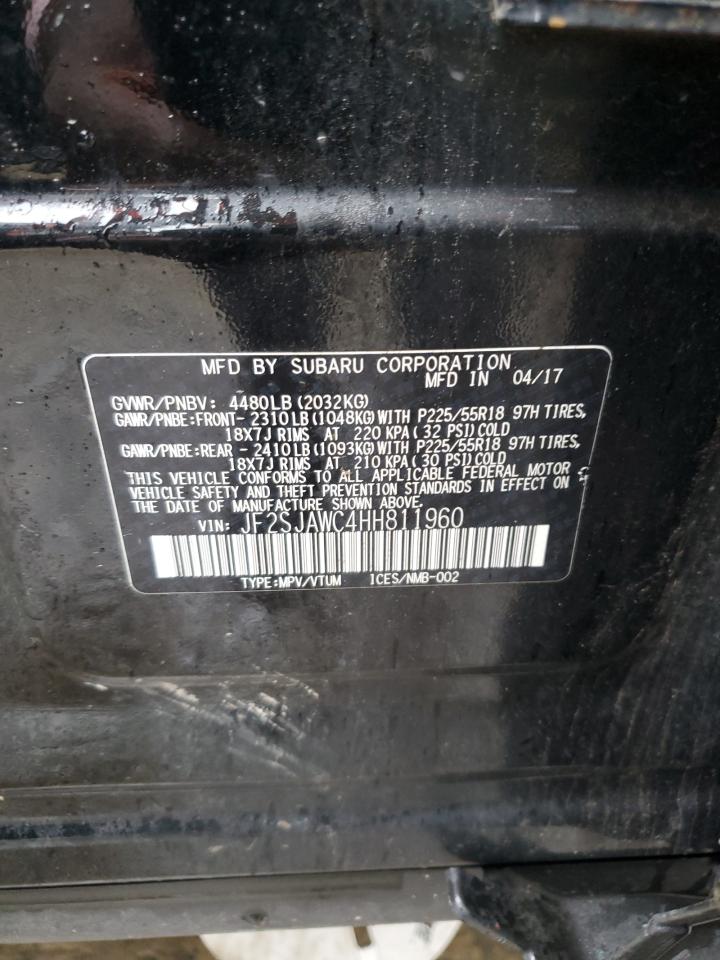 MFD BY SUBARU CORPORATION
MFD IN 04/17
GVWR/PNBV: 4480LB(2032KG)
GAWR/PNBE:FRONT- 2310LB(1048KG)WITH P225/55R18 97H TIRES,
18X7J RIMS AT 220 KPA(32 PSI)COLD
GAWR/PNBE:REAR - 2410LB(1093KG)WITH P225/55R18 97H TIRES,
18X7J RIMS AT 210 KPA(30 PSI)COLD
THIS VEHICLE CONFORMS TO ALL APPLICABLE FEDERAL MOTOR
VEHICLE SAFETY AND THEFT PREVENTION STANDARDS IN EFFECT ON
THE DATE OF MANUFACTURE SHOWN ABOVE.
VIN: JF2SJAWC4HH811960
TYPE:MPV/VTUM ICES/NMB-002